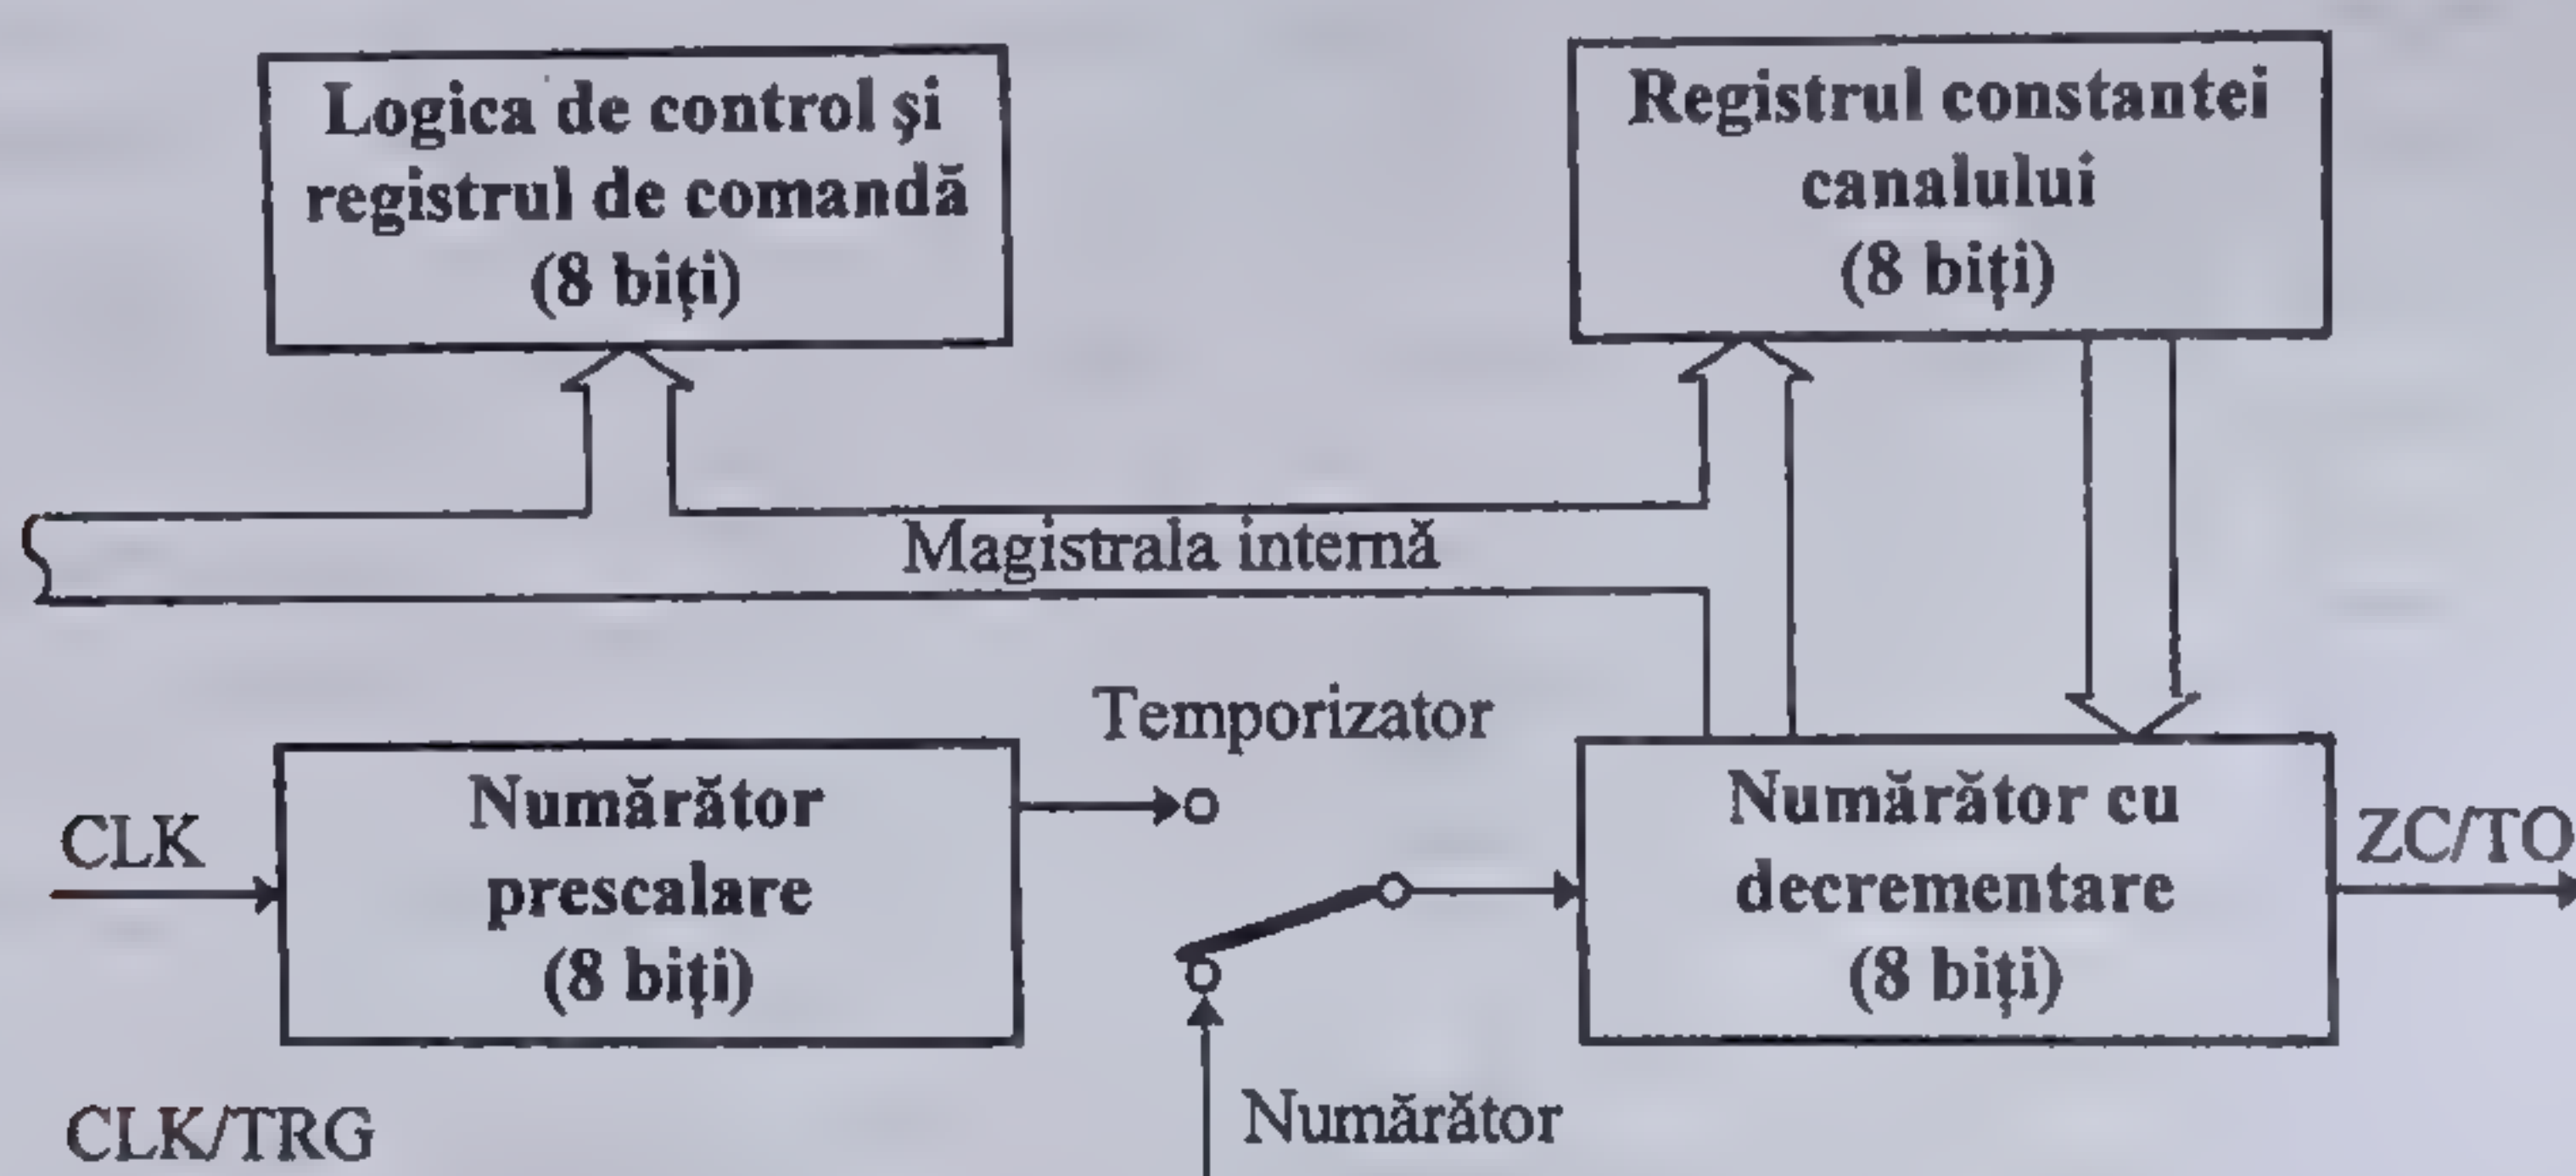 Logica de control și
registrul de comandă
(8 biți)
Registrul constantei
canalului
(8 biți)
Magistrala internă
Temporizator
CLK
Numărător
prescalare
(8 biți)
Numărător cu
decrementare
(8 biți)
ZC/TO
CLK/TRG
Numărător